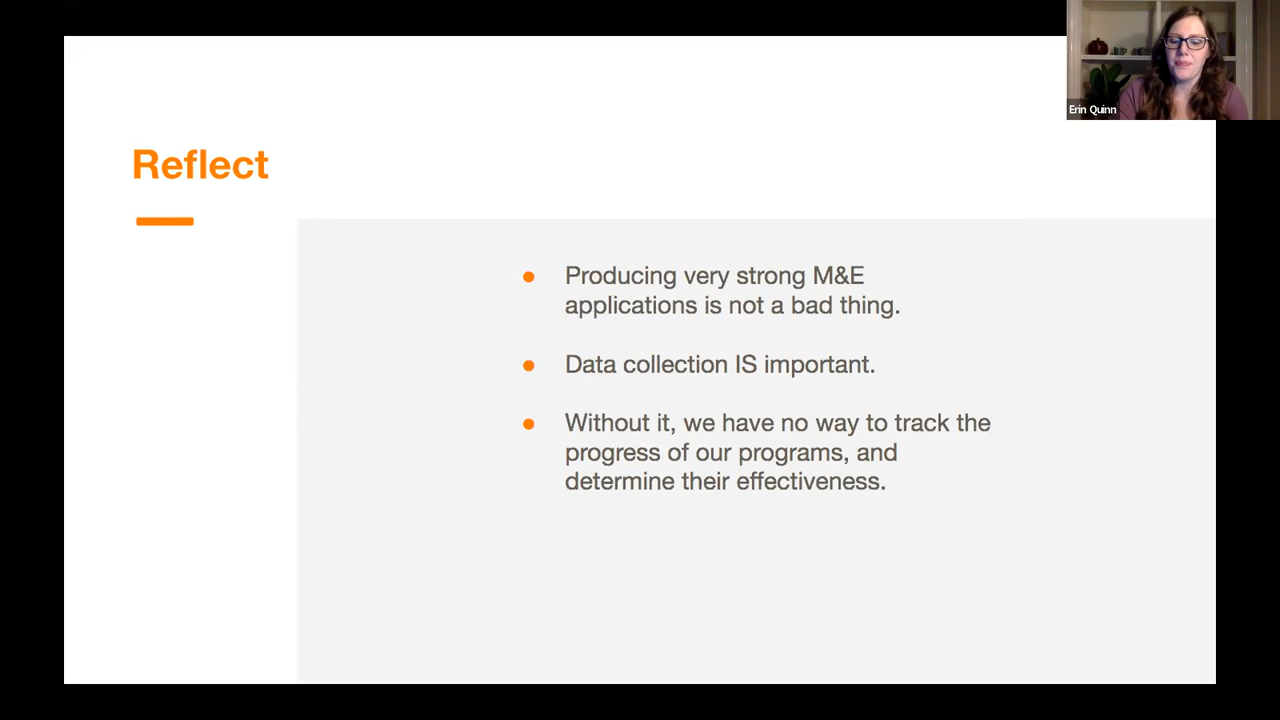 Erin Quinn
Reflect
● Producing very strong M&E
applications is not a bad thing.
● Data collection IS important.
● Without it, we have no way to track the
progress of our programs, and
determine their effectiveness.